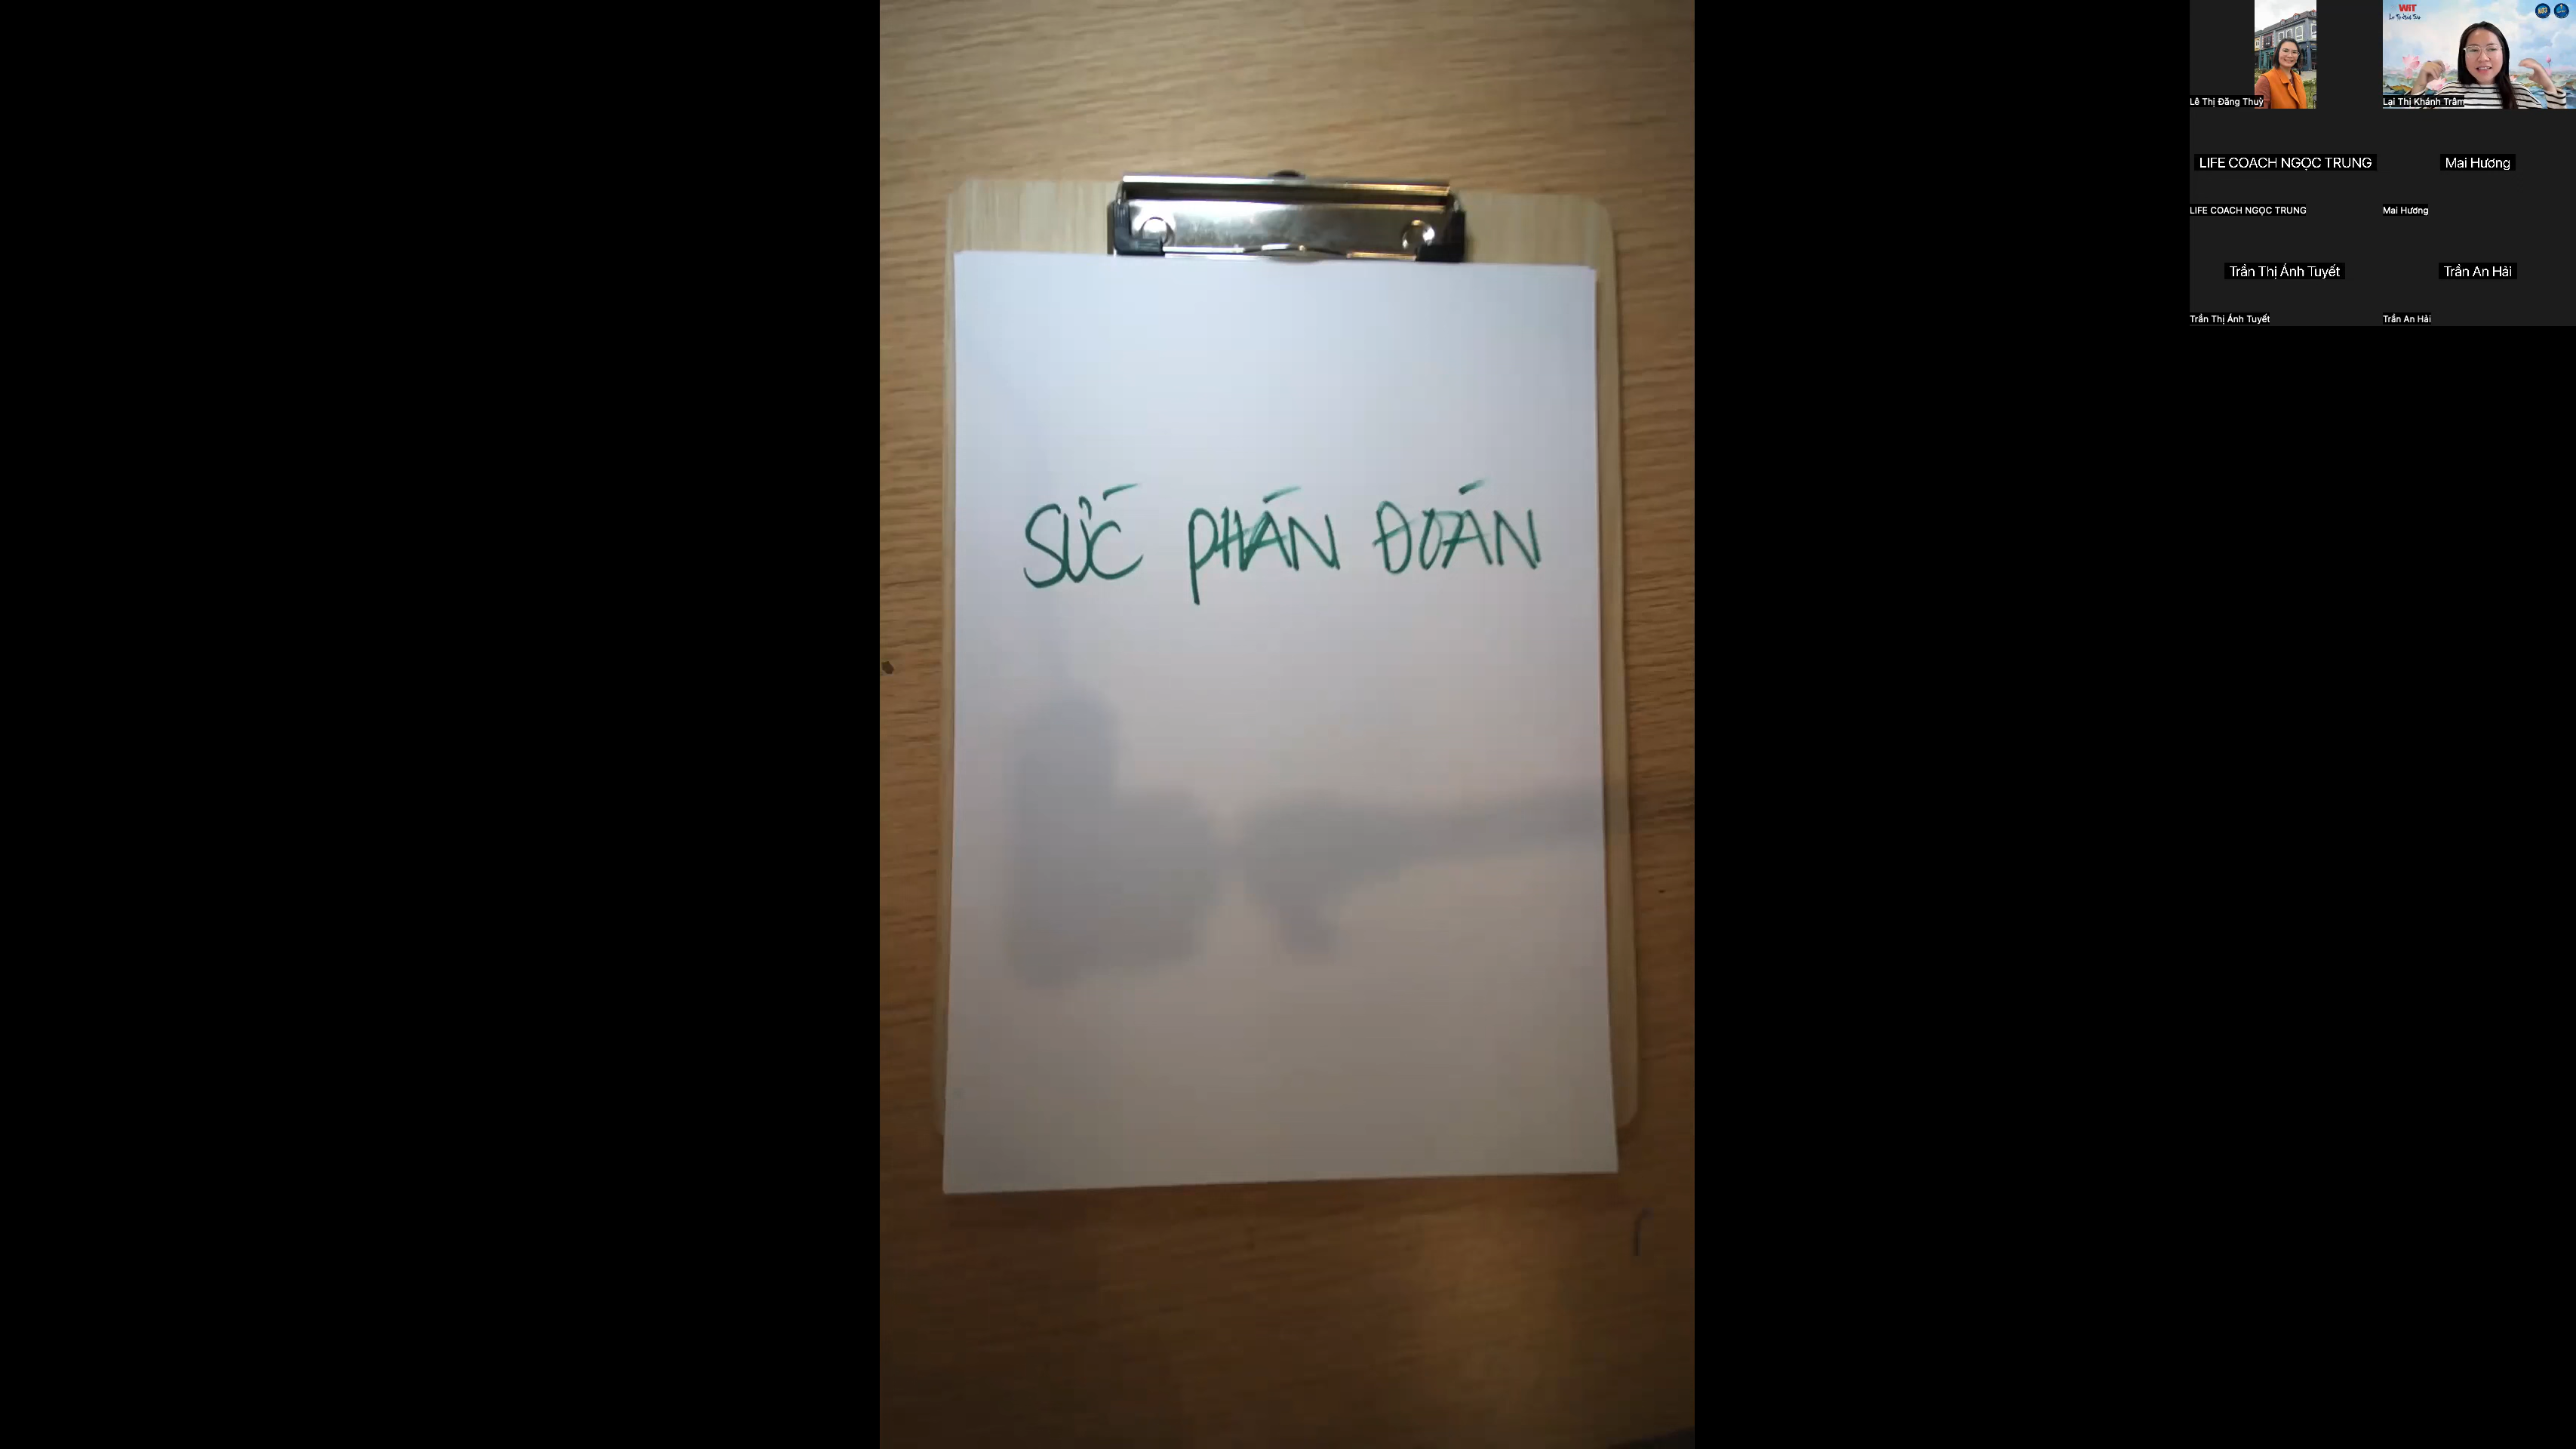 SỨC PHÁN ĐOÁN
WiT
Lê Thị Đăng Thuỳ
Lại Thị Khánh Trâm
LIFE COACH NGỌC TRUNG
Mai Hương
LIFE COACH NGỌC TRUNG
Mai Hương
Trần Thị Ánh Tuyết
Trần An Hải
Trần Thị Ánh Tuyết
Trần An Hải